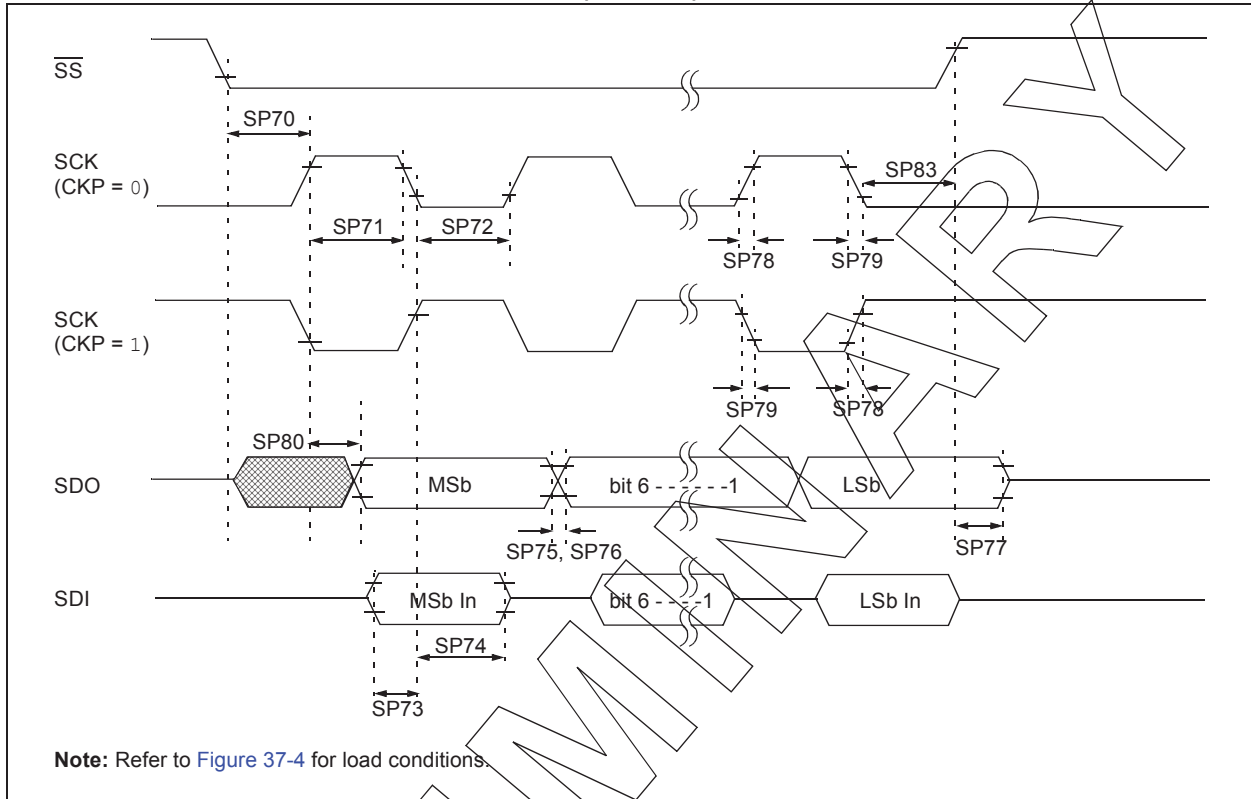 SS
SP70
SCK
(CKP = 0)
SP83
SP71
SP72
SP78
SP79
SCK
(CKP = 1)
SP79
SP78
SP80
SDO
MSb
bit 6 - - - - - -1
LSb
SP75, SP76
SP77
SDI
MSb In
bit 6 - - - -1
LSb In
SP74
SP73
Note: Refer to Figure 37-4 for load conditions.